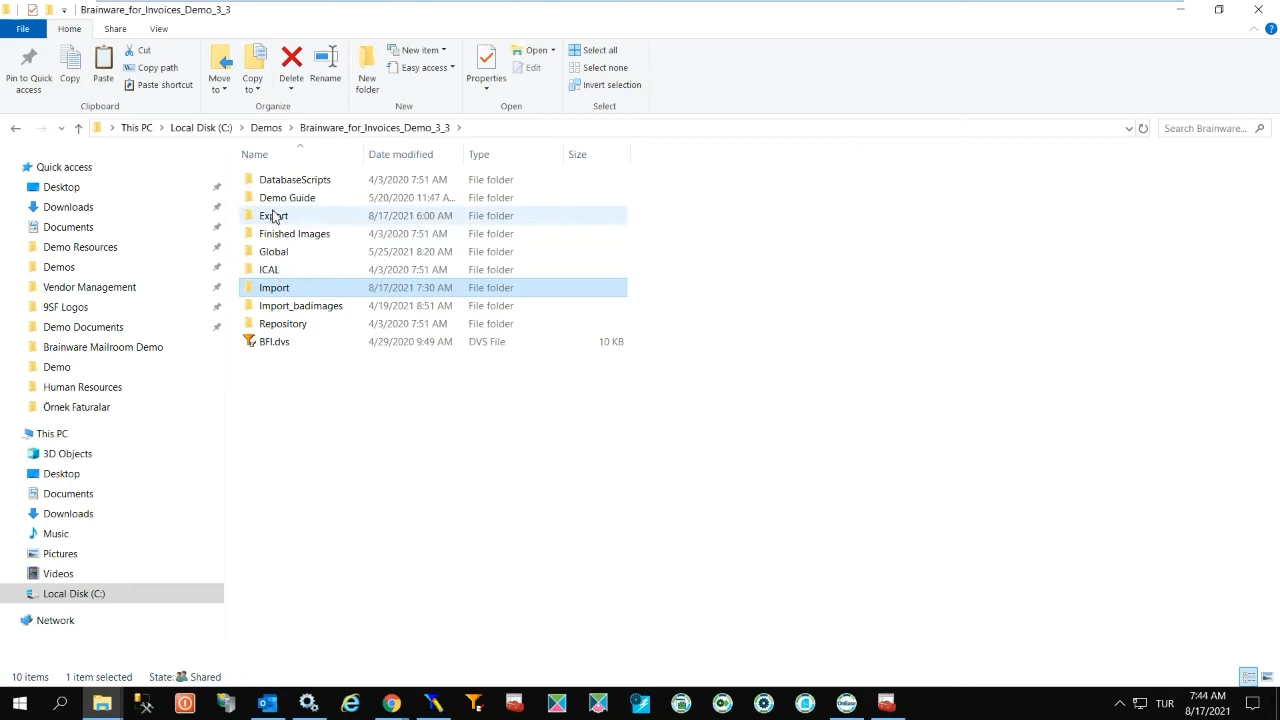 Brainware_for_Invoices_Demo_3_3
File Home Share View
Pin to Quick access
Copy
Paste
Cut
Copy path
Paste shortcut
Clipboard
Move to
Copy to
Delete
Rename
Organize
New folder
New item
Easy access
New
Properties
Open
Edit
Open
Select all
Select none
Invert selection
Select
This PC > Local Disk (C:) > Demos > Brainware_for_Invoices_Demo_3_3 >
Search Brainware...
Quick access
Desktop
Downloads
Documents
Demo Resources
Demos
Vendor Management
9SF Logos
Demo Documents
Brainware Mailroom Demo
Demo
Human Resources
Örnek Faturalar
This PC
3D Objects
Desktop
Documents
Downloads
Music
Pictures
Videos
Local Disk (C:)
Network
Name Date modified Type Size
DatabaseScripts 4/3/2020 7:51 AM File folder
Demo Guide 5/20/2020 11:47 A... File folder
Export 8/17/2021 6:00 AM File folder
Finished Images 4/3/2020 7:51 AM File folder
Global 5/25/2021 8:20 AM File folder
ICAL 4/3/2020 7:51 AM File folder
Import 8/17/2021 7:30 AM File folder
Import_badimages 4/19/2021 8:51 AM File folder
Repository 4/3/2020 7:51 AM File folder
BFI.dvs 4/29/2020 9:49 AM DVS File 10 KB
10 items 1 item selected State: Shared
TUR
7:44 AM
8/17/2021